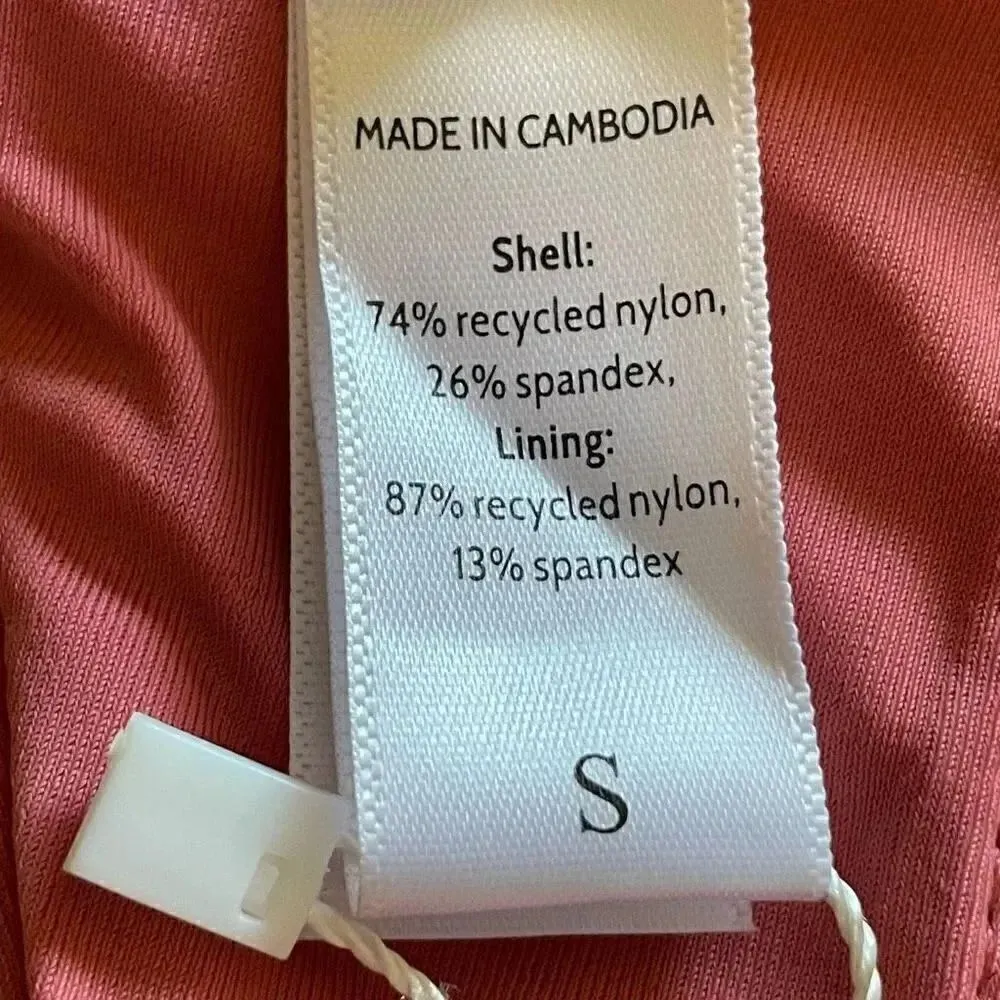 MADE IN CAMBODIA
Shell:
74% recycled nylon,
26% spandex,
Lining:
87% recycled nylon,
13% spandex
S